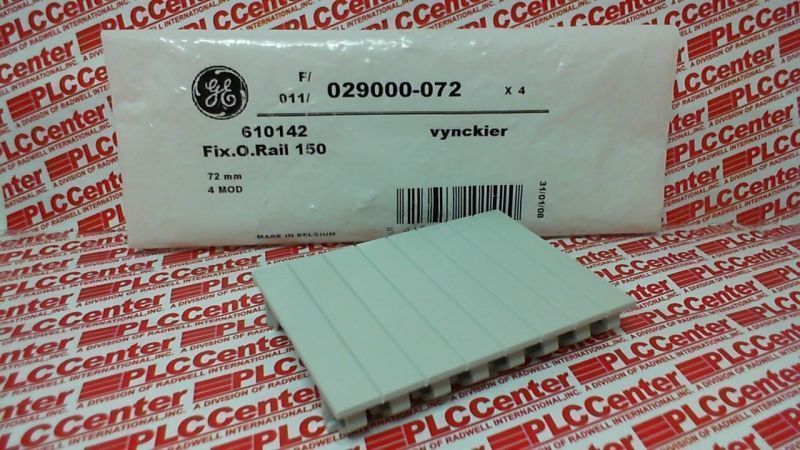 GE
F/
011/ 029000-072 X 4
610142 vynckier
Fix.O.Rail 150
72 mm
4 MOD
31/01/08
MADE IN BELGIUM
PLCCenter
A DIVISION OF RADWELL INTERNATIONAL, INC.